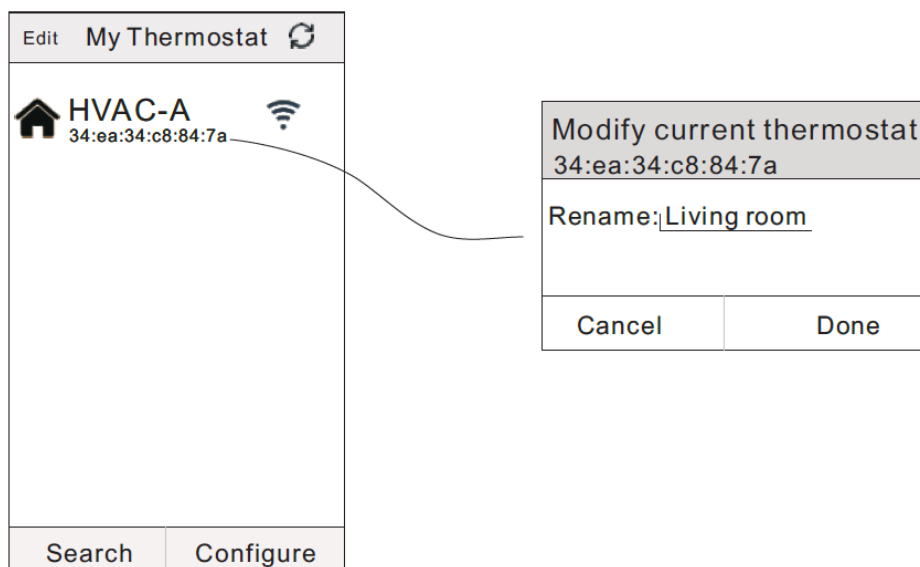 Edit My Thermostat
HVAC-A
34:ea:34:c8:84:7a
Search Configure
Modify current thermostat
34:ea:34:c8:84:7a
Rename: Living room
Cancel Done